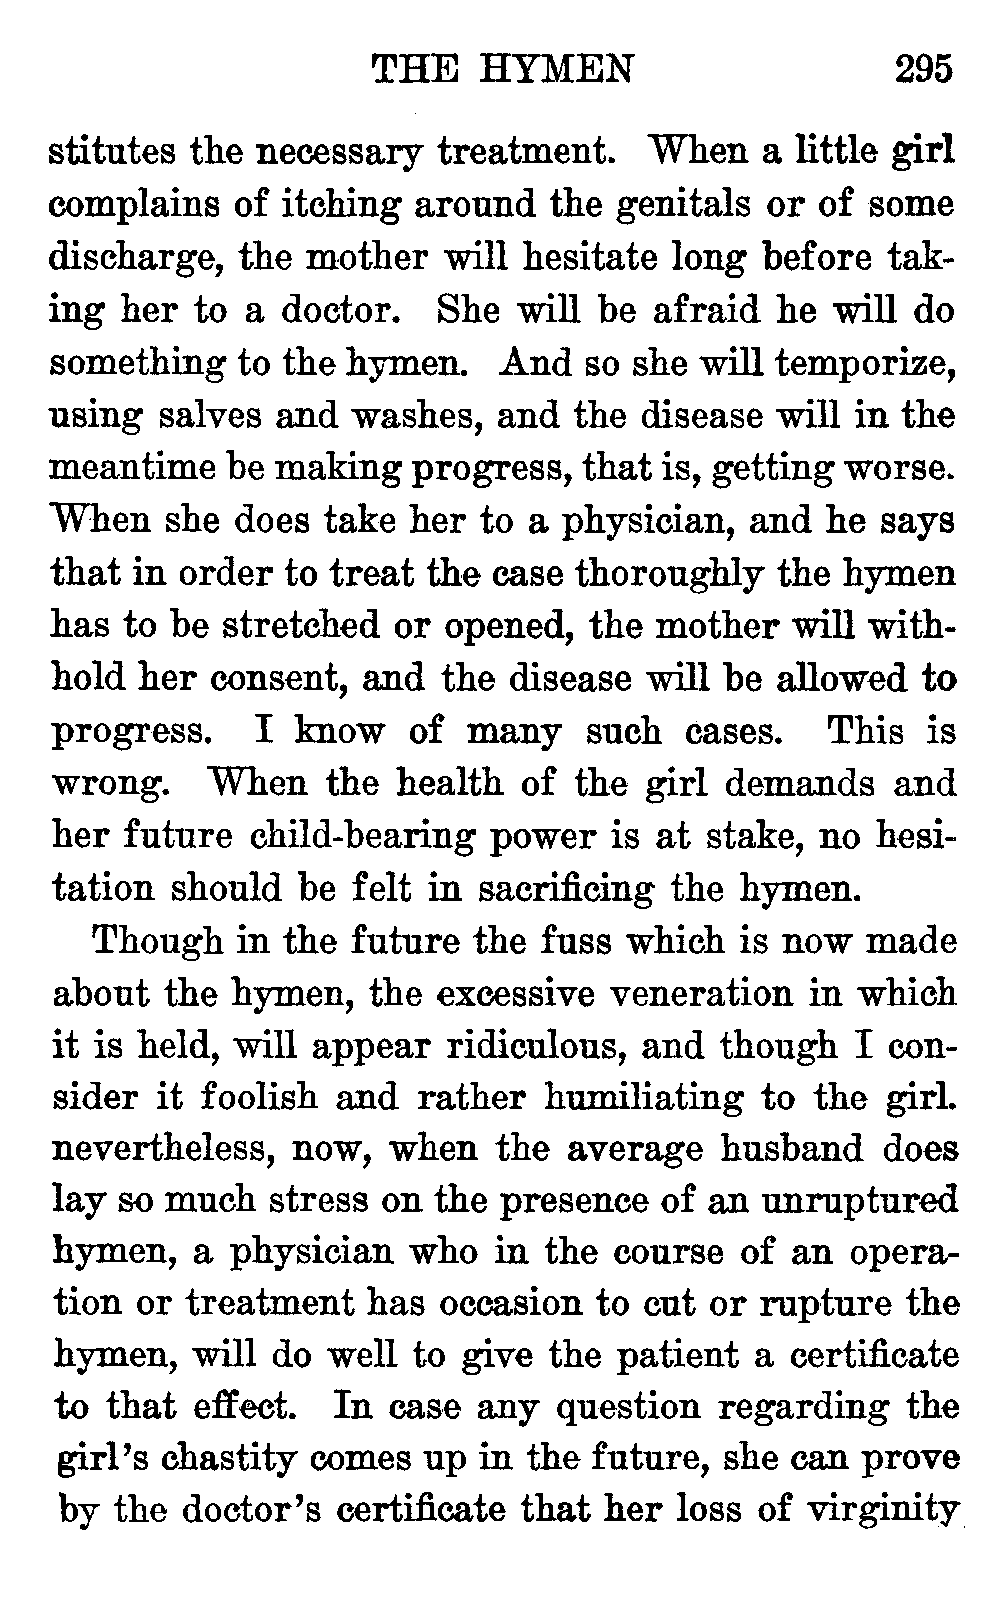 THE HYMEN 295
stitutes the necessary treatment. When a little girl
complains of itching around the genitals or of some
discharge, the mother will hesitate long before tak-
ing her to a doctor. She will be afraid he will do
something to the hymen. And so she will temporize,
using salves and washes, and the disease will in the
meantime be making progress, that is, getting worse.
When she does take her to a physician, and he says
that in order to treat the case thoroughly the hymen
has to be stretched or opened, the mother will with-
hold her consent, and the disease will be allowed to
progress. I know of many such cases. This is
wrong. When the health of the girl demands and
her future child-bearing power is at stake, no hesi-
tation should be felt in sacrificing the hymen.
Though in the future the fuss which is now made
about the hymen, the excessive veneration in which
it is held, will appear ridiculous, and though I con-
sider it foolish and rather humiliating to the girl.
nevertheless, now, when the average husband does
lay so much stress on the presence of an unruptured
hymen, a physician who in the course of an opera-
tion or treatment has occasion to cut or rupture the
hymen, will do well to give the patient a certificate
to that effect. In case any question regarding the
girl's chastity comes up in the future, she can prove
by the doctor's certificate that her loss of virginity